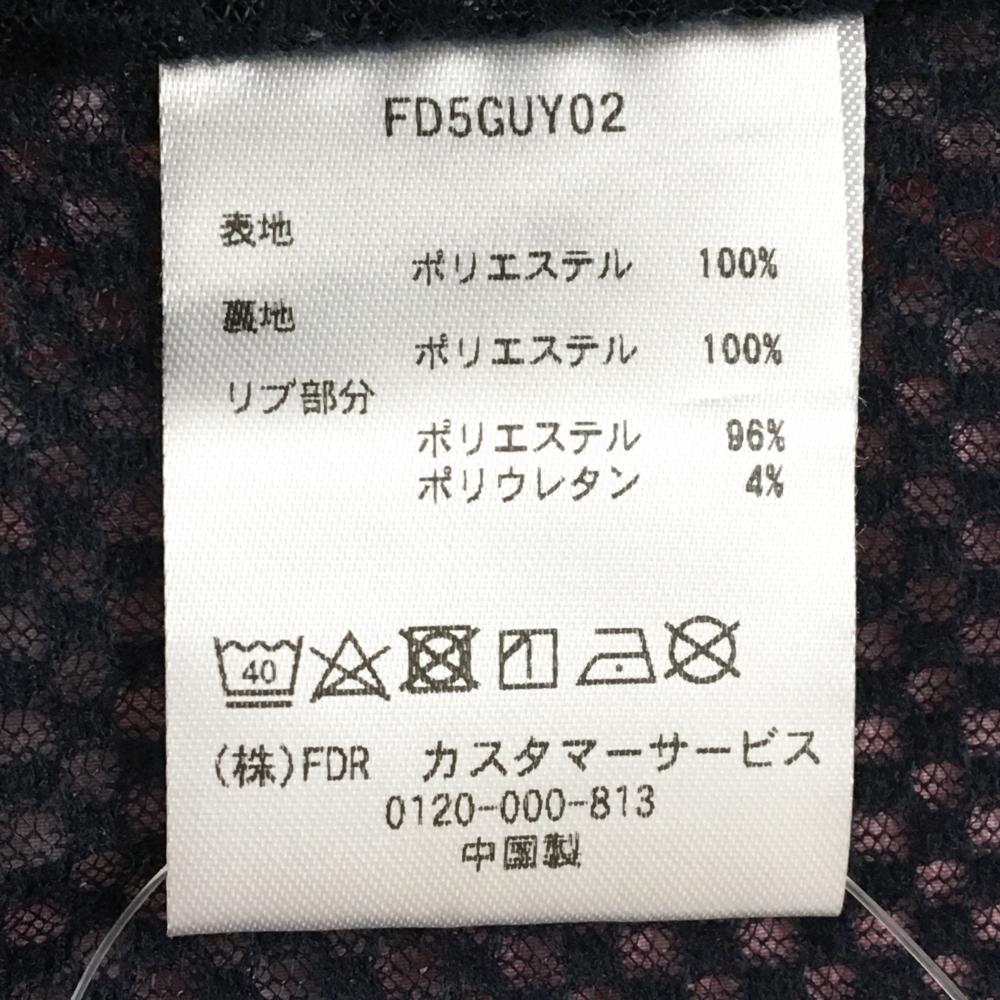 FD5GUY02
表地
ポリエステル 100%
裏地
ポリエステル 100%
リブ部分
ポリエステル 96%
ポリウレタン 4%
40
(株)FDR カスタマーサービス
0120-000-813
中国製